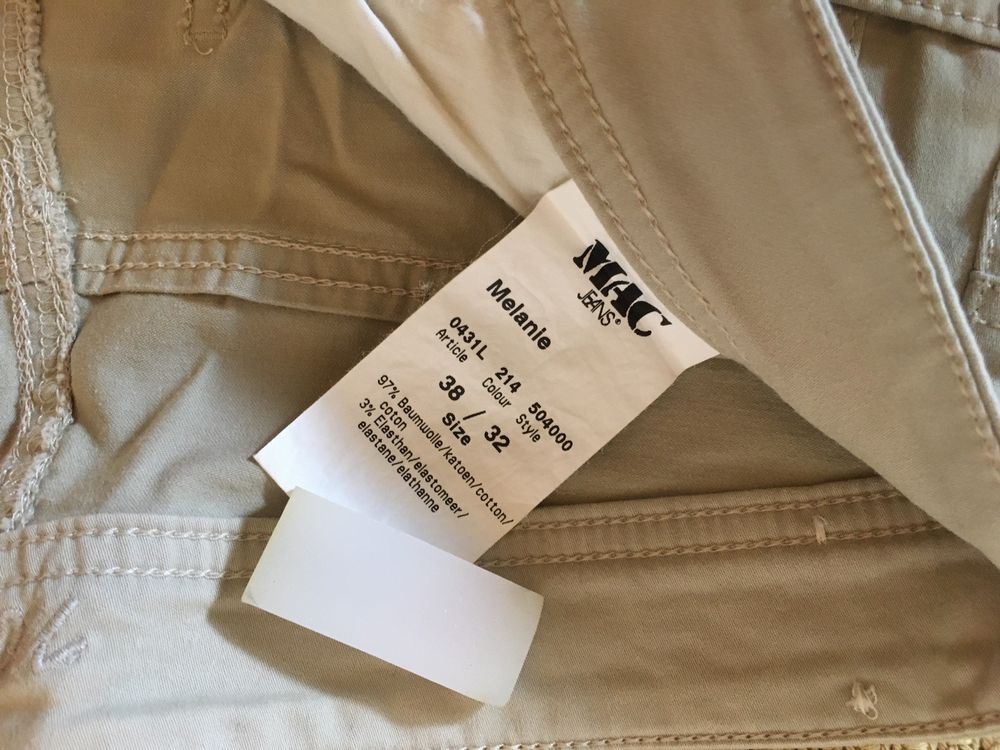 MAC
JEANS®
Melanie
0431L 214 504000
Article Colour Style
38 / 32
Size
97% Baumwolle/katoen/cotton/
coton
3% Elasthan/elastomeer/
elastane/elathanne